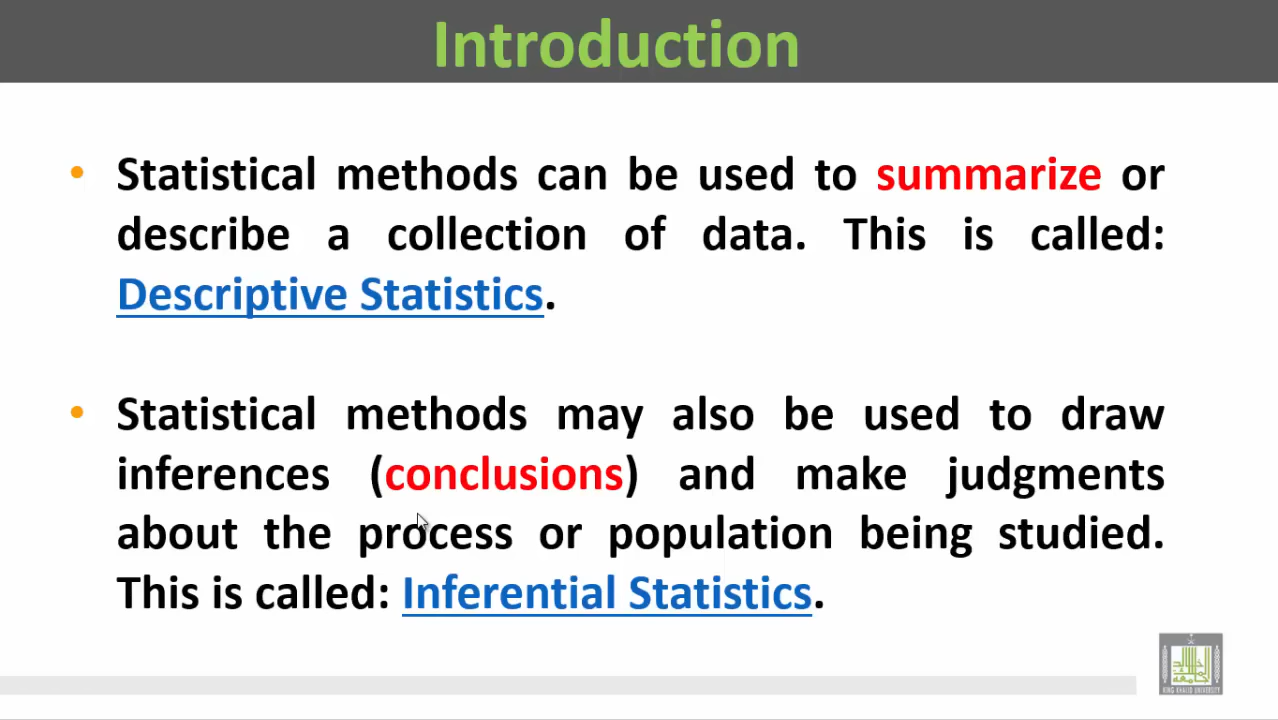 Introduction
• Statistical methods can be used to summarize or
describe a collection of data. This is called:
Descriptive Statistics.
• Statistical methods may also be used to draw
inferences (conclusions) and make judgments
about the process or population being studied.
This is called: Inferential Statistics.
KING KHALID UNIVERSITY